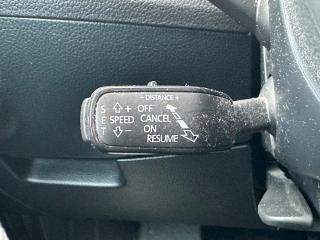 — DISTANCE +
S ⇧+ OFF
E SPEED CANCEL
T ⇩− ON
RESUME